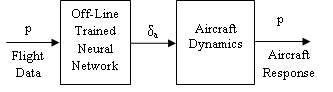 p
Flight
Data
Off-Line
Trained
Neural
Network
δa
Aircraft
Dynamics
p
Aircraft
Response